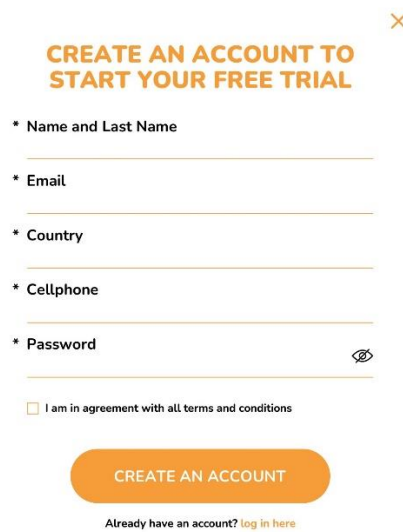 CREATE AN ACCOUNT TO
START YOUR FREE TRIAL
* Name and Last Name
* Email
* Country
* Cellphone
* Password
I am in agreement with all terms and conditions
CREATE AN ACCOUNT
Already have an account? log in here